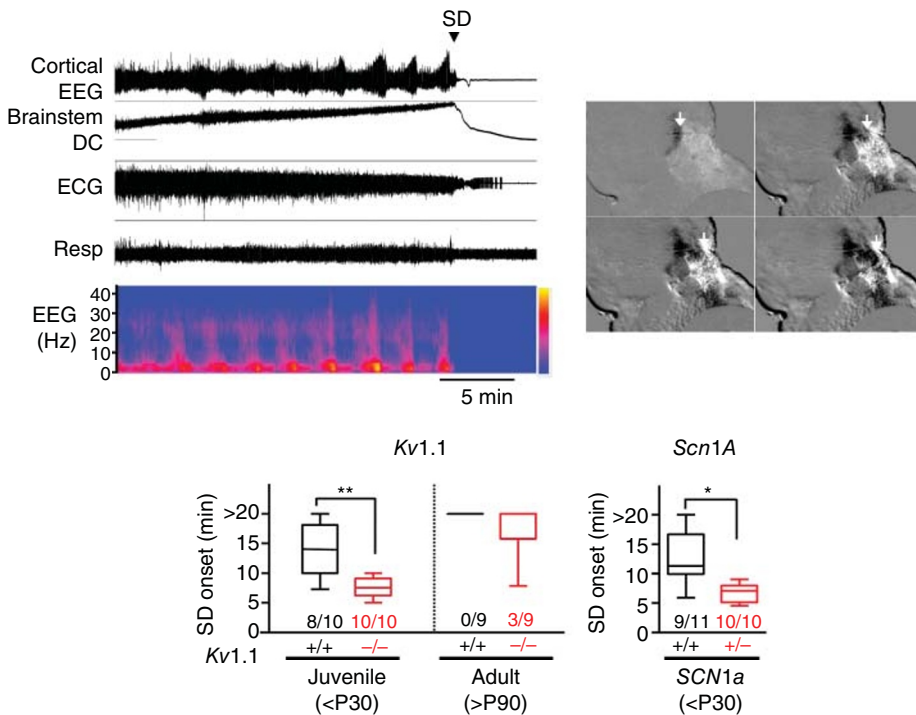 SD
Cortical
EEG
Brainstem
DC
ECG
Resp
EEG
(Hz)
40
30
20
10
0
5 min
Kv1.1
Scn1A
SD onset (min)
>20
15
10
5
0
**
8/10
10/10
0/9
3/9
Kv1.1
+/+
–/–
+/+
–/–
Juvenile
(<P30)
Adult
(>P90)
SD onset (min)
>20
15
10
5
0
*
9/11
10/10
+/+
+/–
SCN1a
(<P30)